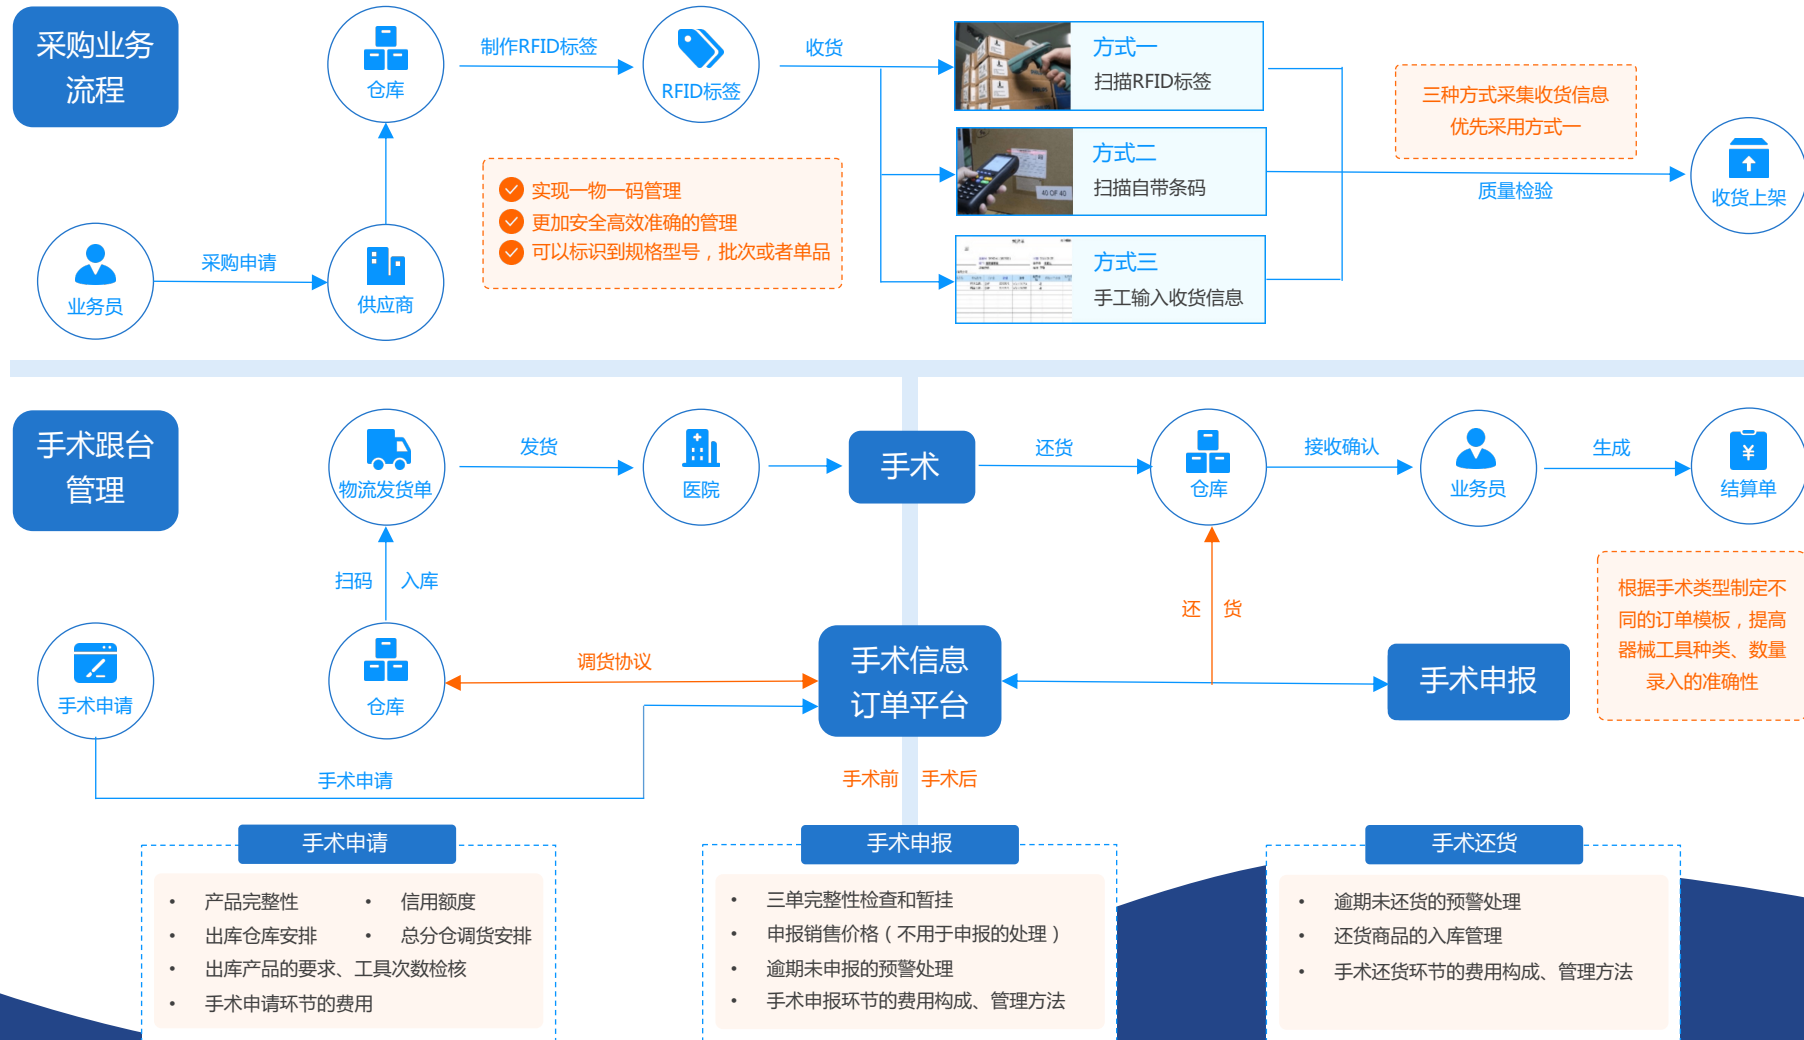 采购业务
流程
仓库
制作RFID标签
RFID标签
收货
方式一
扫描RFID标签
方式二
扫描自带条码
40 OF 40
方式三
手工输入收货信息
三种方式采集收货信息
优先采用方式一
质量检验
收货上架
实现一物一码管理
更加安全高效准确的管理
可以标识到规格型号，批次或者单品
业务员
采购申请
供应商
手术跟台
管理
物流发货单
发货
医院
手术
还货
仓库
接收确认
业务员
生成
结算单
扫码 入库
还 货
根据手术类型制定不
同的订单模板，提高
器械工具种类、数量
录入的准确性
手术申请
仓库
调货协议
手术信息
订单平台
手术申报
手术申请
手术前 手术后
手术申请
产品完整性
信用额度
出库仓库安排
总分仓调货安排
出库产品的要求、工具次数检核
手术申请环节的费用
手术申报
三单完整性检查和暂挂
申报销售价格（不用于申报的处理）
逾期未申报的预警处理
手术申报环节的费用构成、管理方法
手术还货
逾期未还货的预警处理
还货商品的入库管理
手术还货环节的费用构成、管理方法